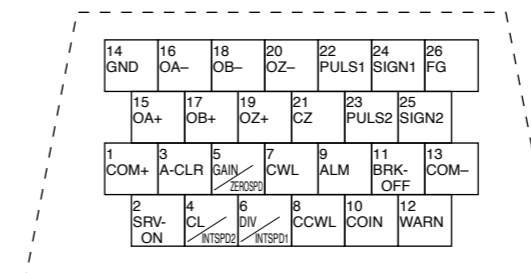 14 16 18 20 22 24 26
GND OA– OB– OZ– PULS1 SIGN1 FG
15 17 19 21 23 25
OA+ OB+ OZ+ CZ PULS2 SIGN2
1 3 5 7 9 11 13
COM+ A-CLR GAIN/ZEROSPD CWL ALM BRK-OFF COM–
2 4 6 8 10 12
SRV-ON CL/INTSPD2 DIV/INTSPD1 CCWL COIN WARN